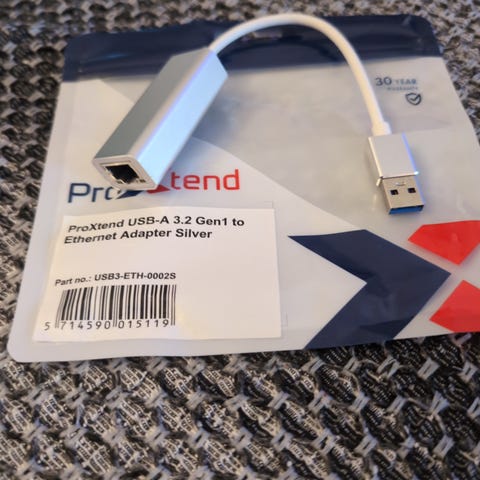 30 YEAR
WARRANTY
ProXtend
ProXtend USB-A 3.2 Gen1 to
Ethernet Adapter Silver
Part no.: USB3-ETH-0002S
5 714590 015119